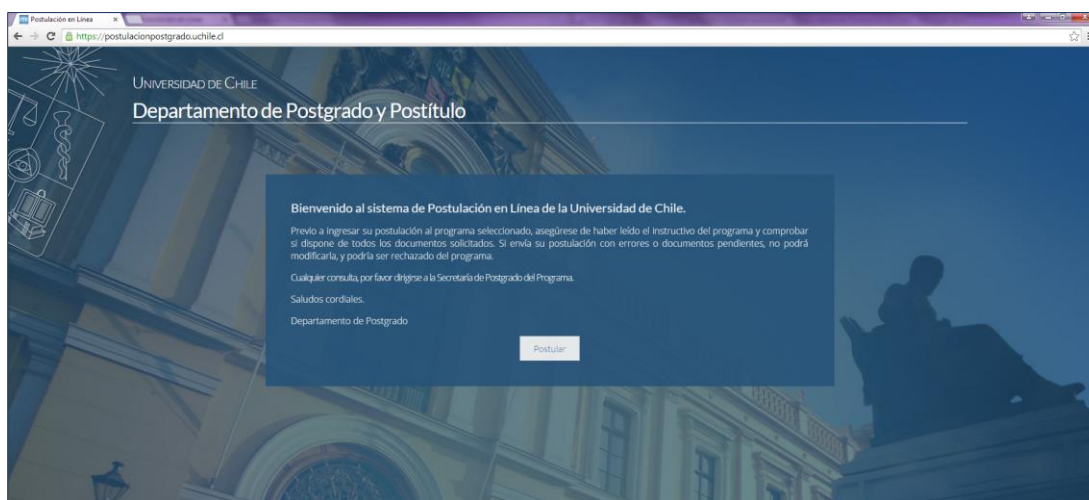 Postulación en Línea
https://postulacionpostgrado.uchile.cl
UNIVERSIDAD DE CHILE
Departamento de Postgrado y Postítulo
Bienvenido al sistema de Postulación en Línea de la Universidad de Chile.
Previo a ingresar su postulación al programa seleccionado, asegúrese de haber leído el instructivo del programa y comprobar
si dispone de todos los documentos solicitados. Si envía su postulación con errores o documentos pendientes, no podrá
modificarla, y podría ser rechazado del programa.
Cualquier consulta, por favor dirigirse a la Secretaría de Postgrado del Programa.
Saludos cordiales.
Departamento de Postgrado
Postular